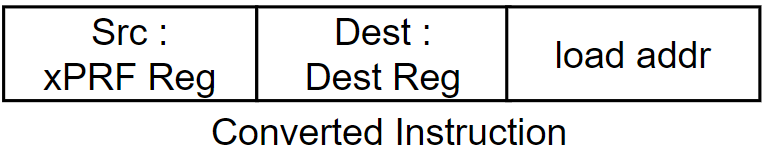 Src :
xPRF Reg
Dest :
Dest Reg
load addr
Converted Instruction